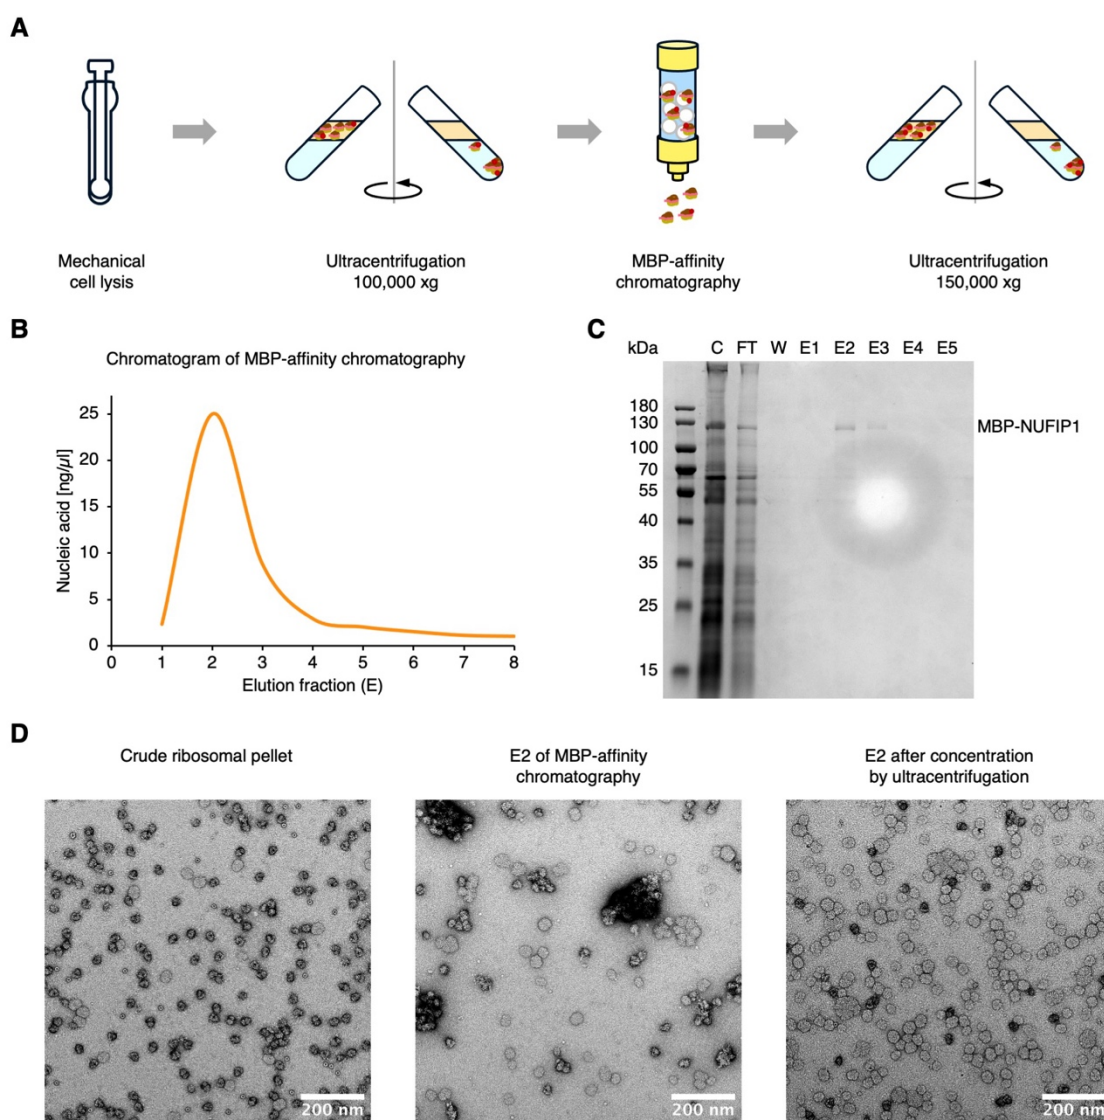 A
Mechanical
cell lysis
Ultracentrifugation
100,000 xg
MBP-affinity
chromatography
Ultracentrifugation
150,000 xg
B
Chromatogram of MBP-affinity chromatography
Nucleic acid [ng/µl]
25
20
15
10
5
0
0 1 2 3 4 5 6 7 8
Elution fraction (E)
C
kDa C FT W E1 E2 E3 E4 E5
180
130
100
70
55
40
35
25
15
MBP-NUFIP1
D
Crude ribosomal pellet
E2 of MBP-affinity
chromatography
E2 after concentration
by ultracentrifugation
200 nm
200 nm
200 nm